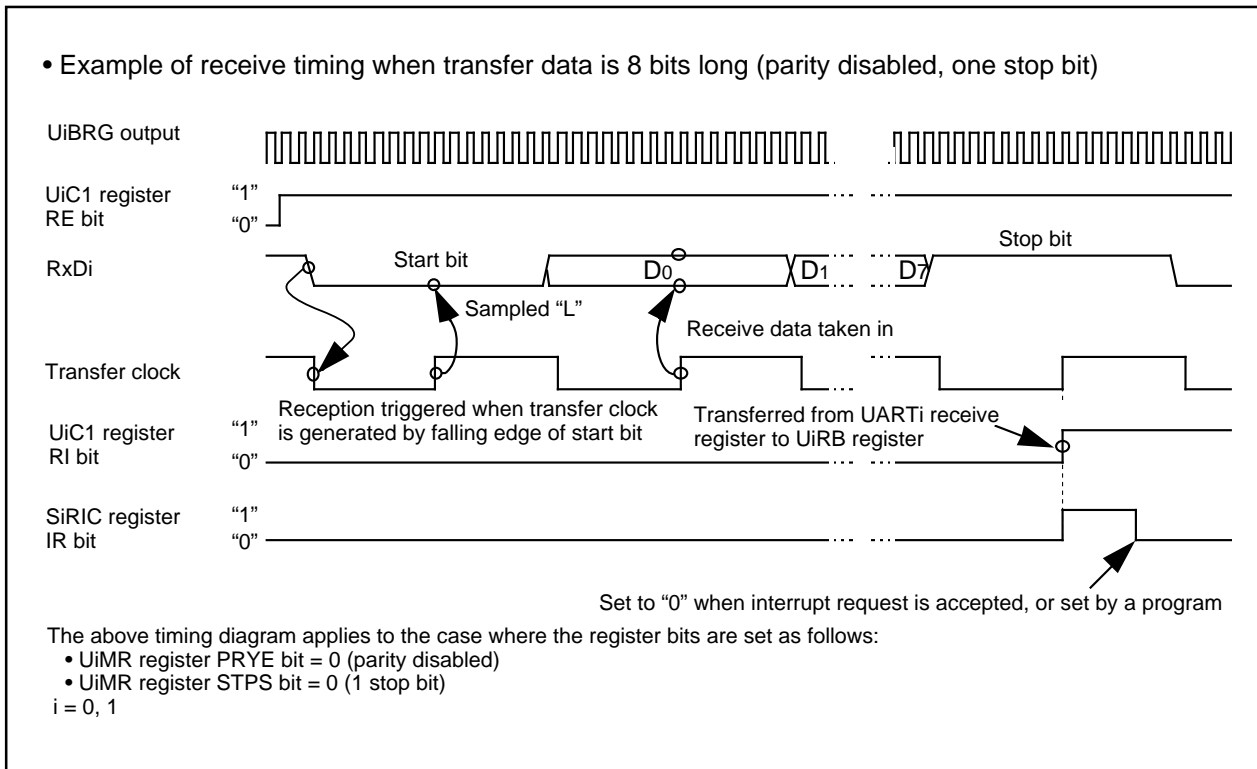 • Example of receive timing when transfer data is 8 bits long (parity disabled, one stop bit)
UiBRG output
UiC1 register
RE bit
“1”
“0”
RxDi
Start bit
D0
D1
D7
Stop bit
Sampled “L”
Receive data taken in
Transfer clock
Reception triggered when transfer clock
is generated by falling edge of start bit
Transferred from UARTi receive
register to UiRB register
UiC1 register
RI bit
“1”
“0”
SiRIC register
IR bit
“1”
“0”
Set to “0” when interrupt request is accepted, or set by a program
The above timing diagram applies to the case where the register bits are set as follows:
• UiMR register PRYE bit = 0 (parity disabled)
• UiMR register STPS bit = 0 (1 stop bit)
i = 0, 1